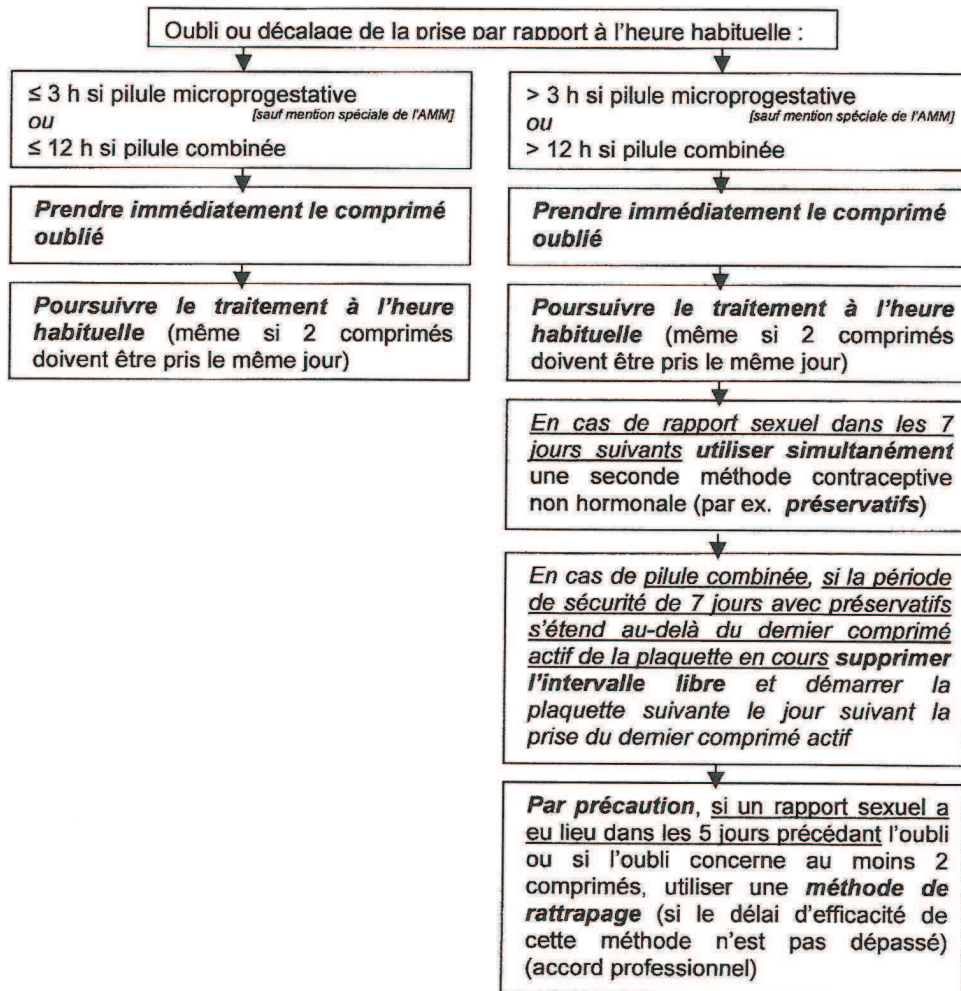 Oubli ou décalage de la prise par rapport à l'heure habituelle :
≤ 3 h si pilule microprogestative
[sauf mention spéciale de l'AMM]
ou
≤ 12 h si pilule combinée
Prendre immédiatement le comprimé
oublié
Poursuivre le traitement à l'heure
habituelle (même si 2 comprimés
doivent être pris le même jour)
> 3 h si pilule microprogestative
[sauf mention spéciale de l'AMM]
ou
> 12 h si pilule combinée
Prendre immédiatement le comprimé
oublié
Poursuivre le traitement à l'heure
habituelle (même si 2 comprimés
doivent être pris le même jour)
En cas de rapport sexuel dans les 7
jours suivants utiliser simultanément
une seconde méthode contraceptive
non hormonale (par ex. préservatifs)
En cas de pilule combinée, si la période
de sécurité de 7 jours avec préservatifs
s'étend au-delà du dernier comprimé
actif de la plaquette en cours supprimer
l'intervalle libre et démarrer la
plaquette suivante le jour suivant la
prise du dernier comprimé actif
Par précaution, si un rapport sexuel a
eu lieu dans les 5 jours précédant l'oubli
ou si l'oubli concerne au moins 2
comprimés, utiliser une méthode de
rattrapage (si le délai d'efficacité de
cette méthode n'est pas dépassé)
(accord professionnel)